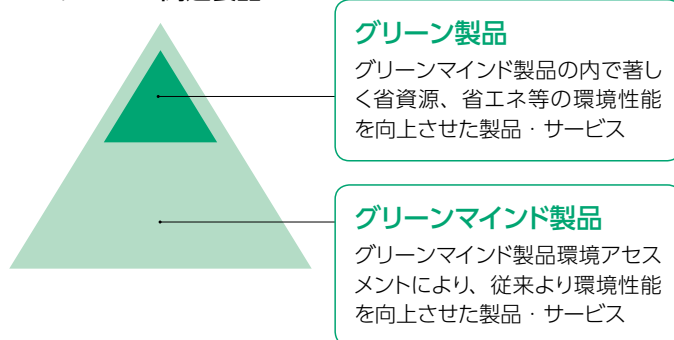 グリーン製品
グリーンマインド製品の内で著し
く省資源、省エネ等の環境性能
を向上させた製品・サービス
グリーンマインド製品
グリーンマインド製品環境アセス
メントにより、従来より環境性能
を向上させた製品・サービス